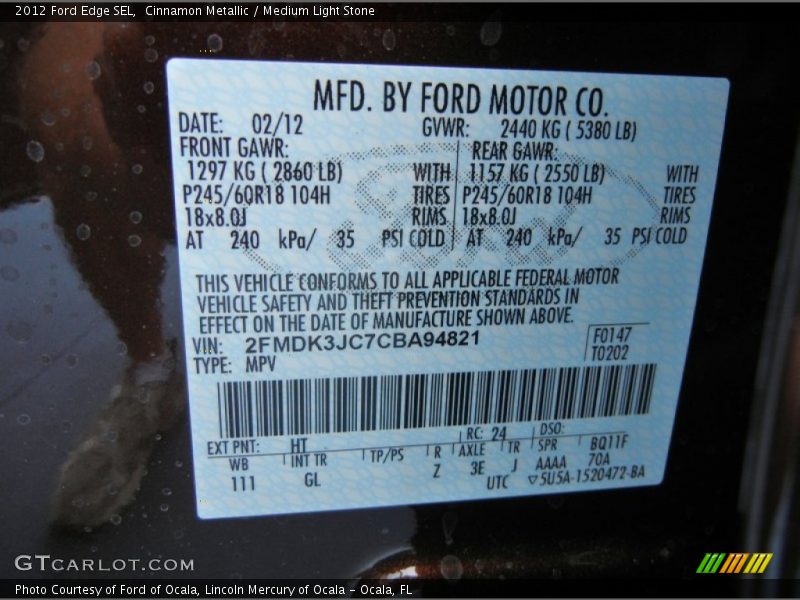 2012 Ford Edge SEL, Cinnamon Metallic / Medium Light Stone
MFD. BY FORD MOTOR CO.
DATE: 02/12 GVWR: 2440 KG ( 5380 LB)
FRONT GAWR: REAR GAWR:
1297 KG ( 2860 LB) WITH 1157 KG ( 2550 LB) WITH
P245/60R18 104H TIRES P245/60R18 104H TIRES
18x8.0J RIMS 18x8.0J RIMS
AT 240 kPa/ 35 PSI COLD AT 240 kPa/ 35 PSI COLD
THIS VEHICLE CONFORMS TO ALL APPLICABLE FEDERAL MOTOR
VEHICLE SAFETY AND THEFT PREVENTION STANDARDS IN
EFFECT ON THE DATE OF MANUFACTURE SHOWN ABOVE.
VIN: 2FMDK3JC7CBA94821 F0147
TYPE: MPV T0202
EXT PNT: HT RC: 24 DSO:
WB INT TR TP/PS R AXLE TR SPR BQ11F
111 GL Z 3E J AAAA 70A
UTC ▽5U5A-1520472-BA
GTCARLOT.COM
Photo Courtesy of Ford of Ocala, Lincoln Mercury of Ocala - Ocala, FL